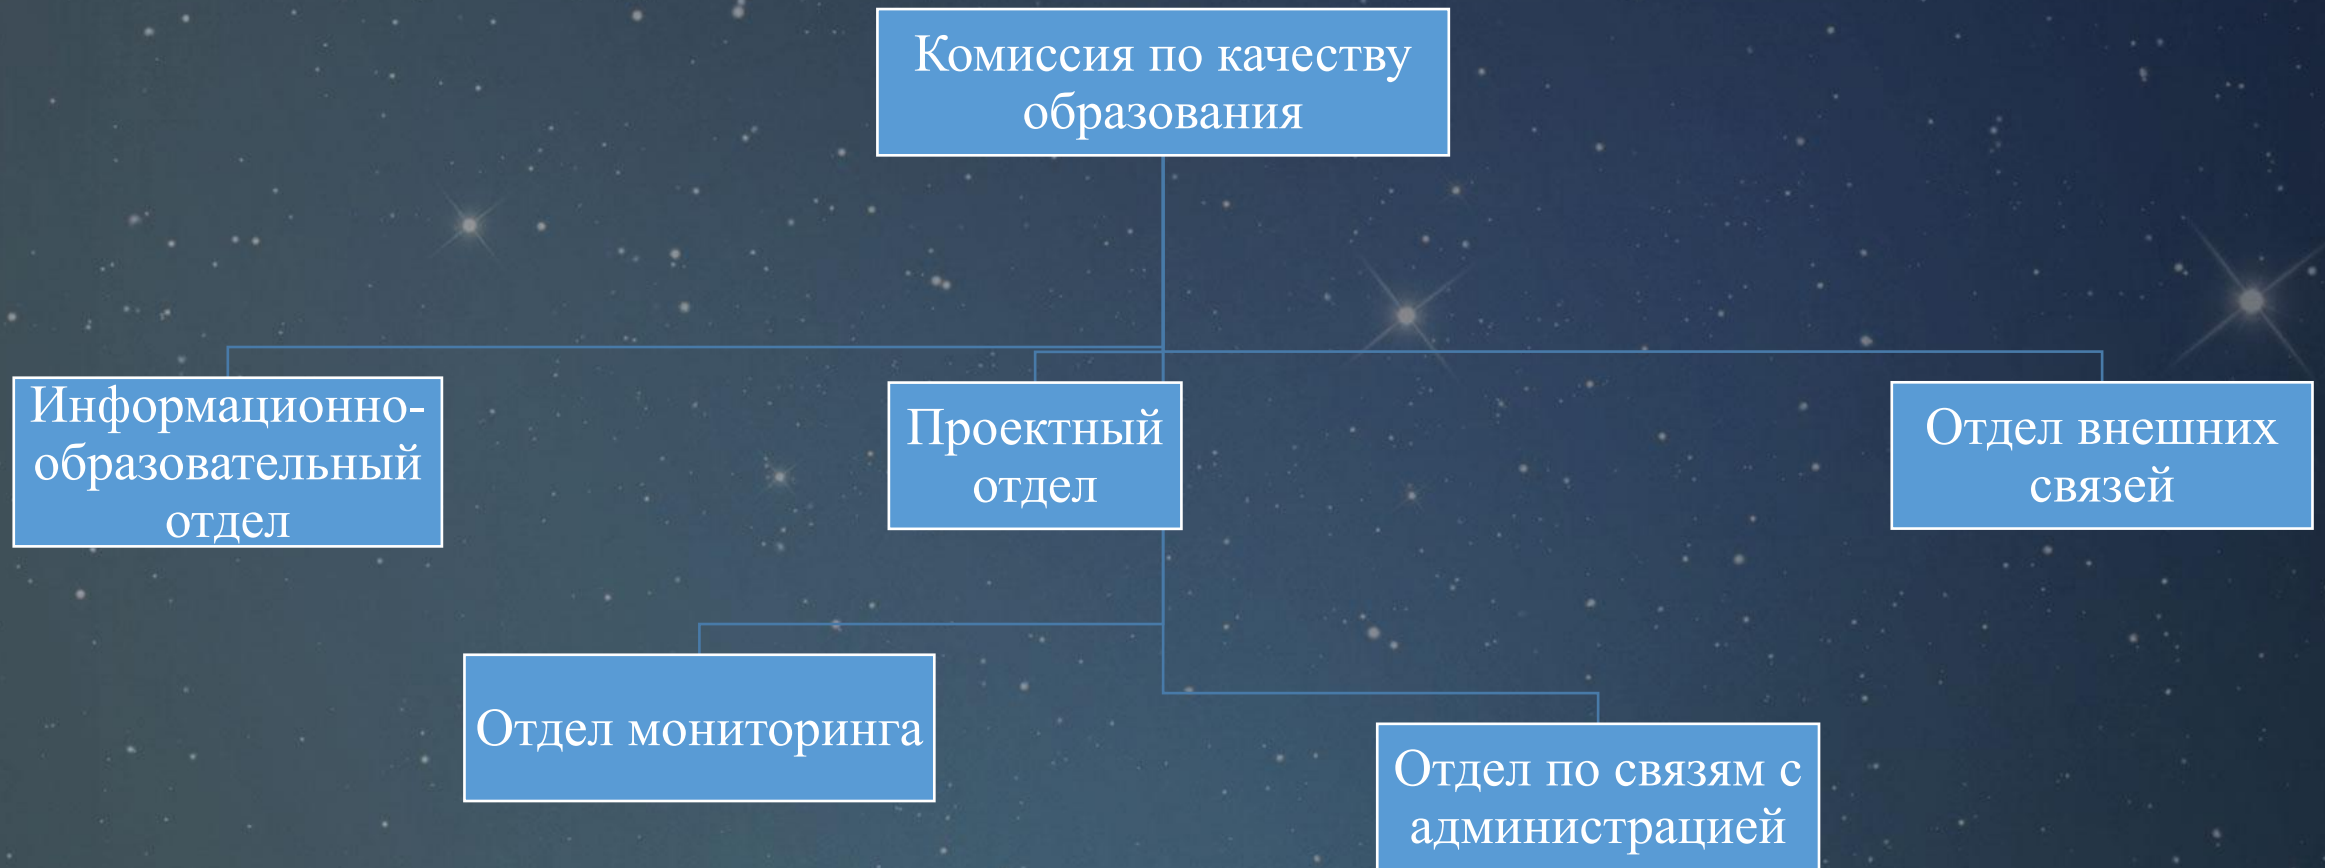 Комиссия по качеству
образования
Информационно-
образовательный
отдел
Проектный
отдел
Отдел внешних
связей
Отдел мониторинга
Отдел по связям с
администрацией